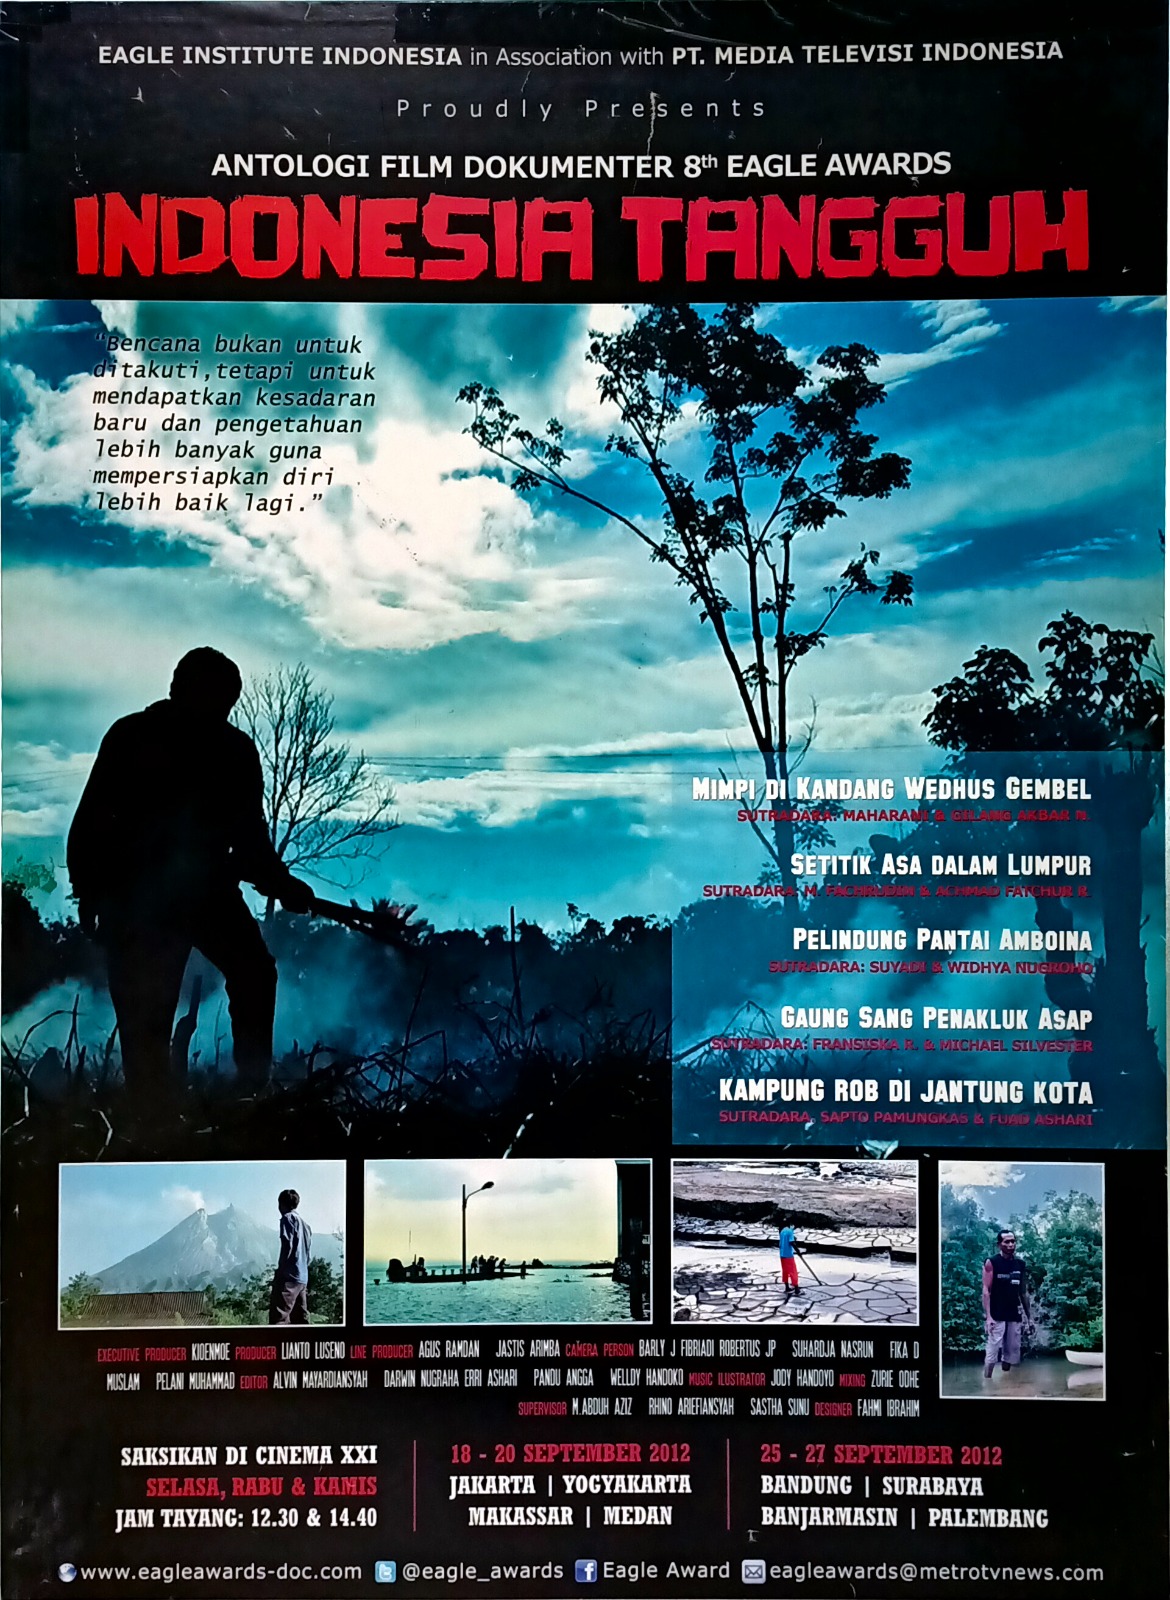 EAGLE INSTITUTE INDONESIA in Association with PT. MEDIA TELEVISI INDONESIA
Proudly Presents
ANTOLOGI FILM DOKUMENTER 8th EAGLE AWARDS
INDONESIA TANGGUH
"Bencana bukan untuk
ditakuti,tetapi untuk
mendapatkan kesadaran
baru dan pengetahuan
lebih banyak guna
mempersiapkan diri
lebih baik lagi."
MIMPI DI KANDANG WEDHUS GEMBEL
SUTRADARA: MAHARANI & GILANG AKBAR N.
SETITIK ASA DALAM LUMPUR
SUTRADARA: M. FACHRUDIN & ACHMAD FATCHUR R.
PELINDUNG PANTAI AMBOINA
SUTRADARA: SUYADI & WIDHYA NUGROHO
GAUNG SANG PENAKLUK ASAP
SUTRADARA: FRANSISKA R. & MICHAEL SILVESTER
KAMPUNG ROB DI JANTUNG KOTA
SUTRADARA, SAPTO PAMUNGKAS & FUAD ASHARI
EXECUTIVE PRODUCER KIOENMOE PRODUCER LIANTO LUSENO LINE PRODUCER AGUS RAMDAN JASTIS ARIMBA CAMERA PERSON BARLY J FIBRIADI ROBERTUS JP SUHARDJA NASRUN FIKA D
MUSLAM PELANI MUHAMMAD EDITOR ALVIN MAYARDIANSYAH DARWIN NUGRAHA ERRI ASHARI PANDU ANGGA WELLDY HANDOKO MUSIC ILUSTRATOR JODY HANDOYO MIXING ZURIE ODHE
SUPERVISOR M.ABDUH AZIZ RHINO ARIEFIANSYAH SASTHA SUNU DESIGNER FAHMI IBRAHIM
SAKSIKAN DI CINEMA XXI
SELASA, RABU & KAMIS
JAM TAYANG: 12.30 & 14.40
18 - 20 SEPTEMBER 2012
JAKARTA | YOGYAKARTA
MAKASSAR | MEDAN
25 - 27 SEPTEMBER 2012
BANDUNG | SURABAYA
BANJARMASIN | PALEMBANG
www.eagleawards-doc.com @eagle_awards Eagle Award eagleawards@metrotvnews.com